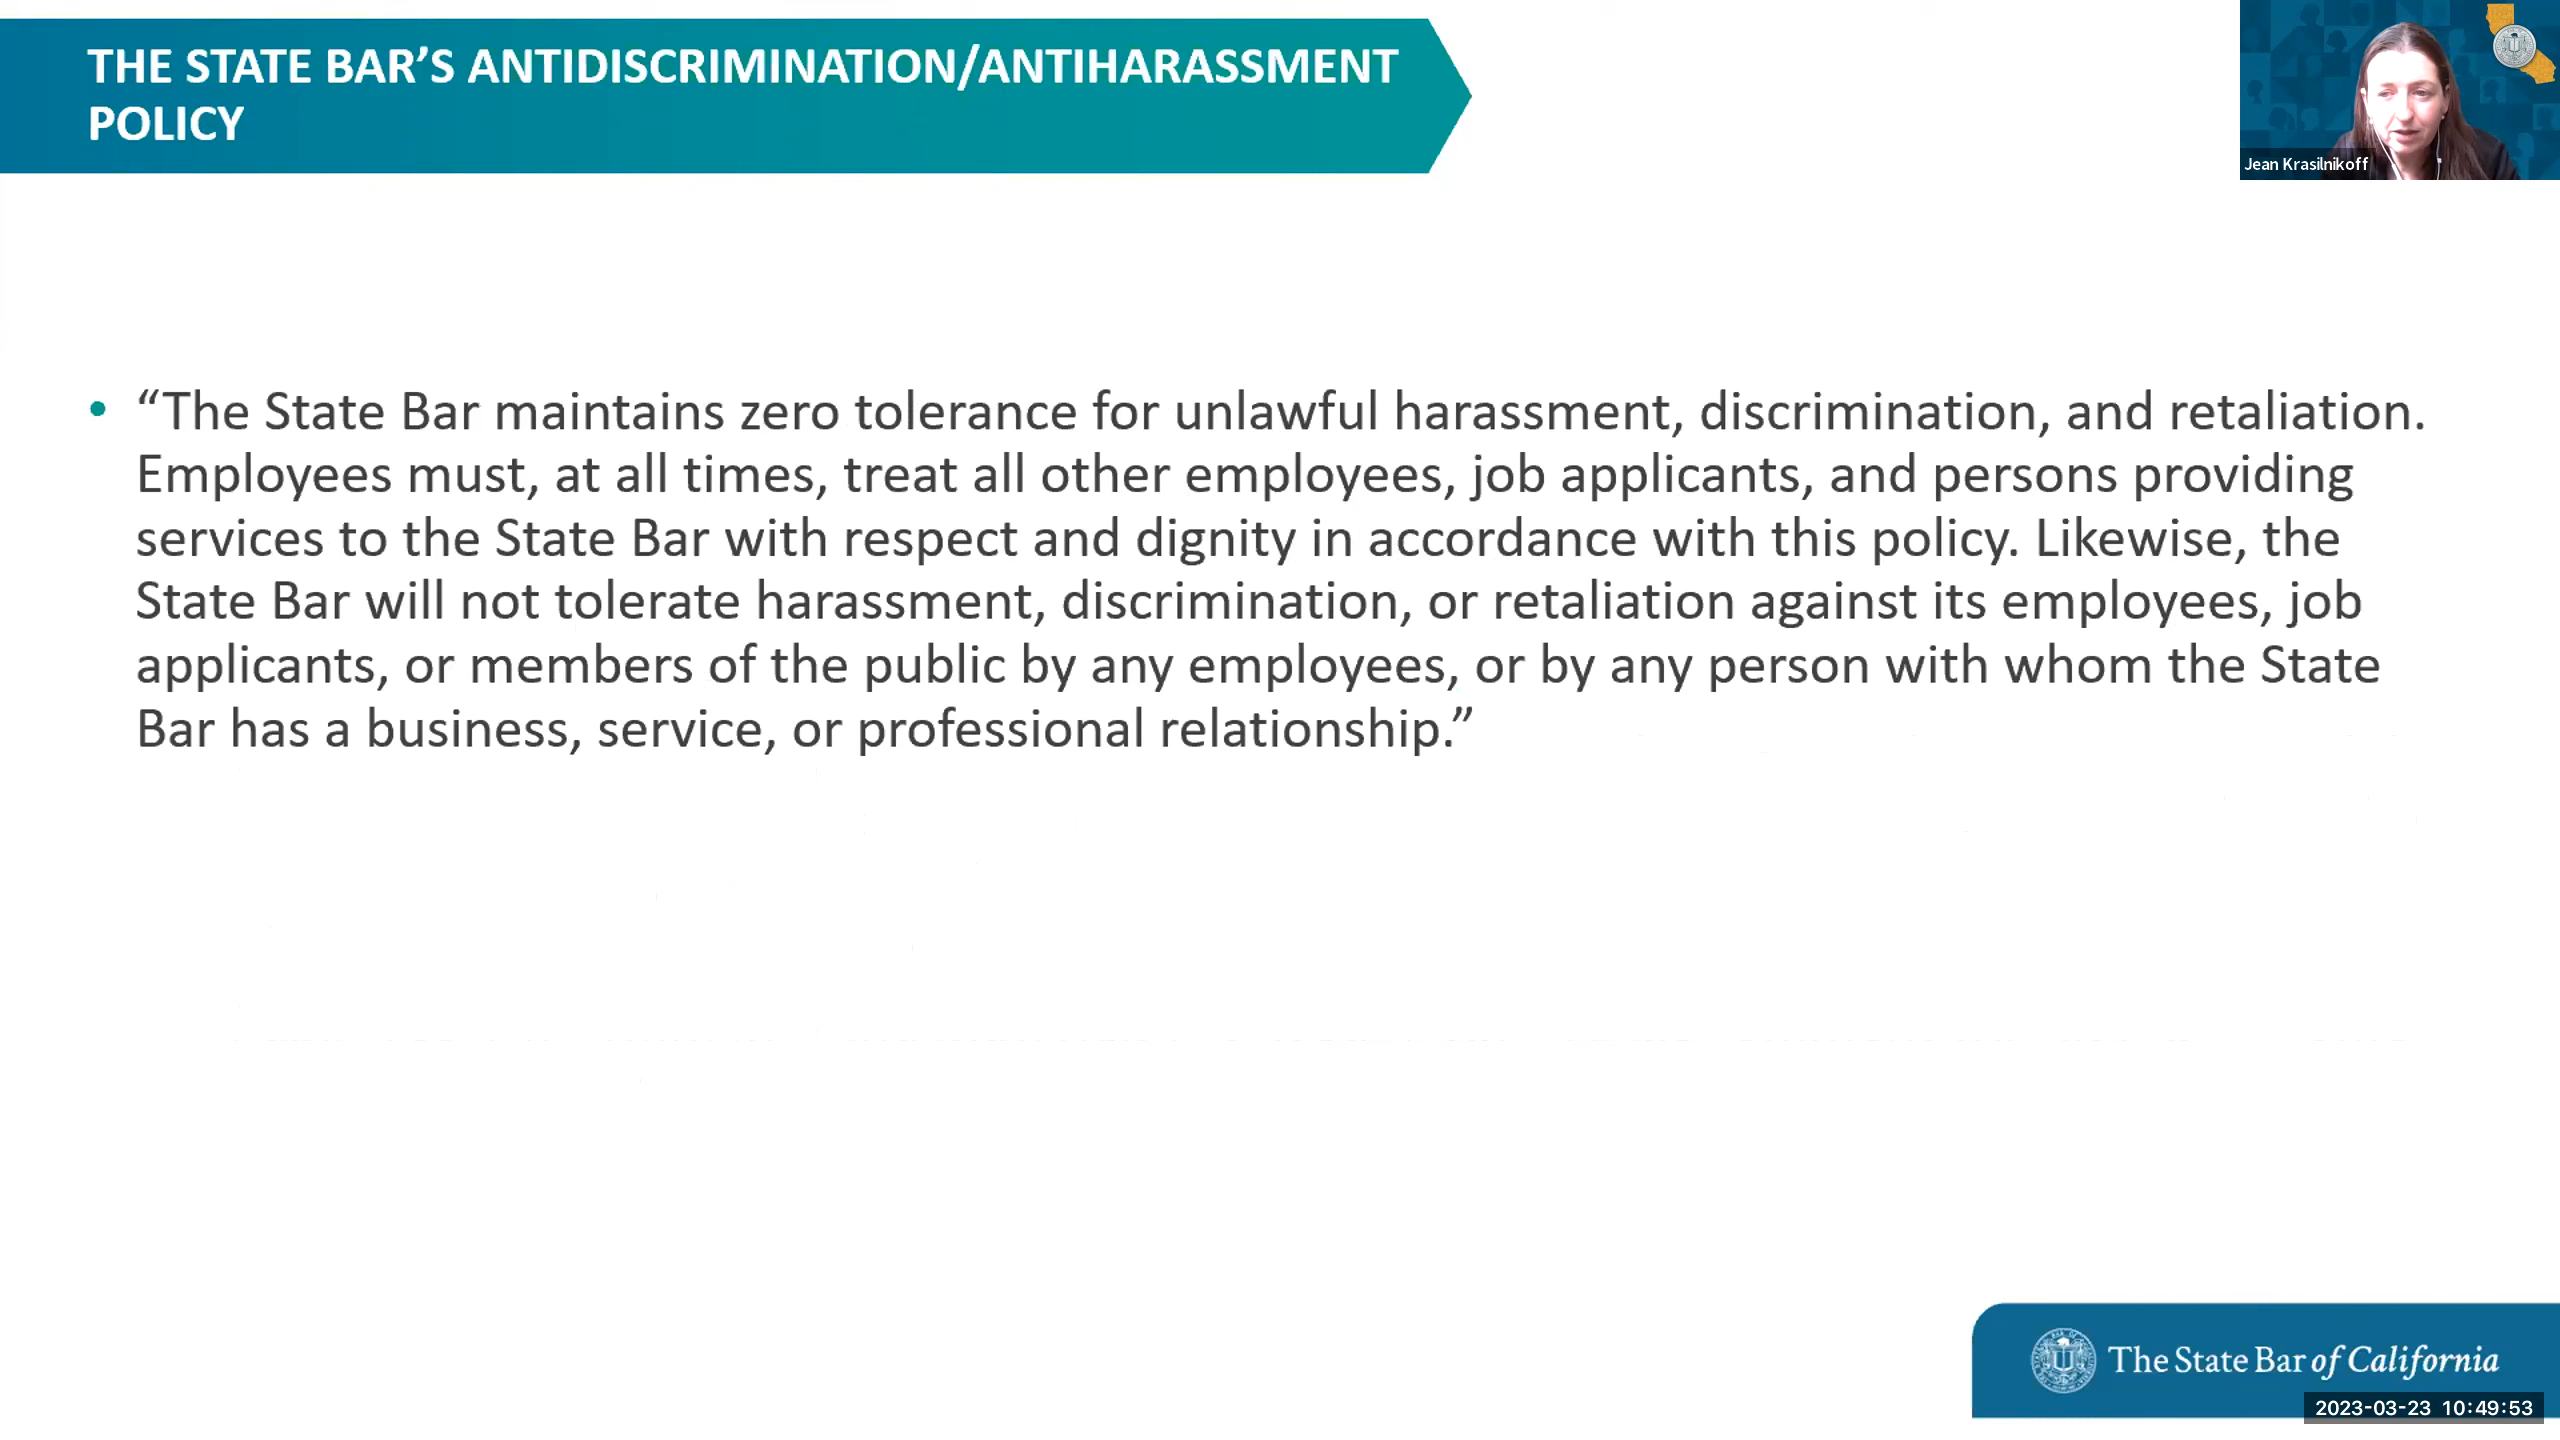 THE STATE BAR’S ANTIDISCRIMINATION/ANTIHARASSMENT
POLICY
Jean Krasilnikoff
• “The State Bar maintains zero tolerance for unlawful harassment, discrimination, and retaliation.
Employees must, at all times, treat all other employees, job applicants, and persons providing
services to the State Bar with respect and dignity in accordance with this policy. Likewise, the
State Bar will not tolerate harassment, discrimination, or retaliation against its employees, job
applicants, or members of the public by any employees, or by any person with whom the State
Bar has a business, service, or professional relationship.”
The State Bar of California
2023-03-23 10:49:53